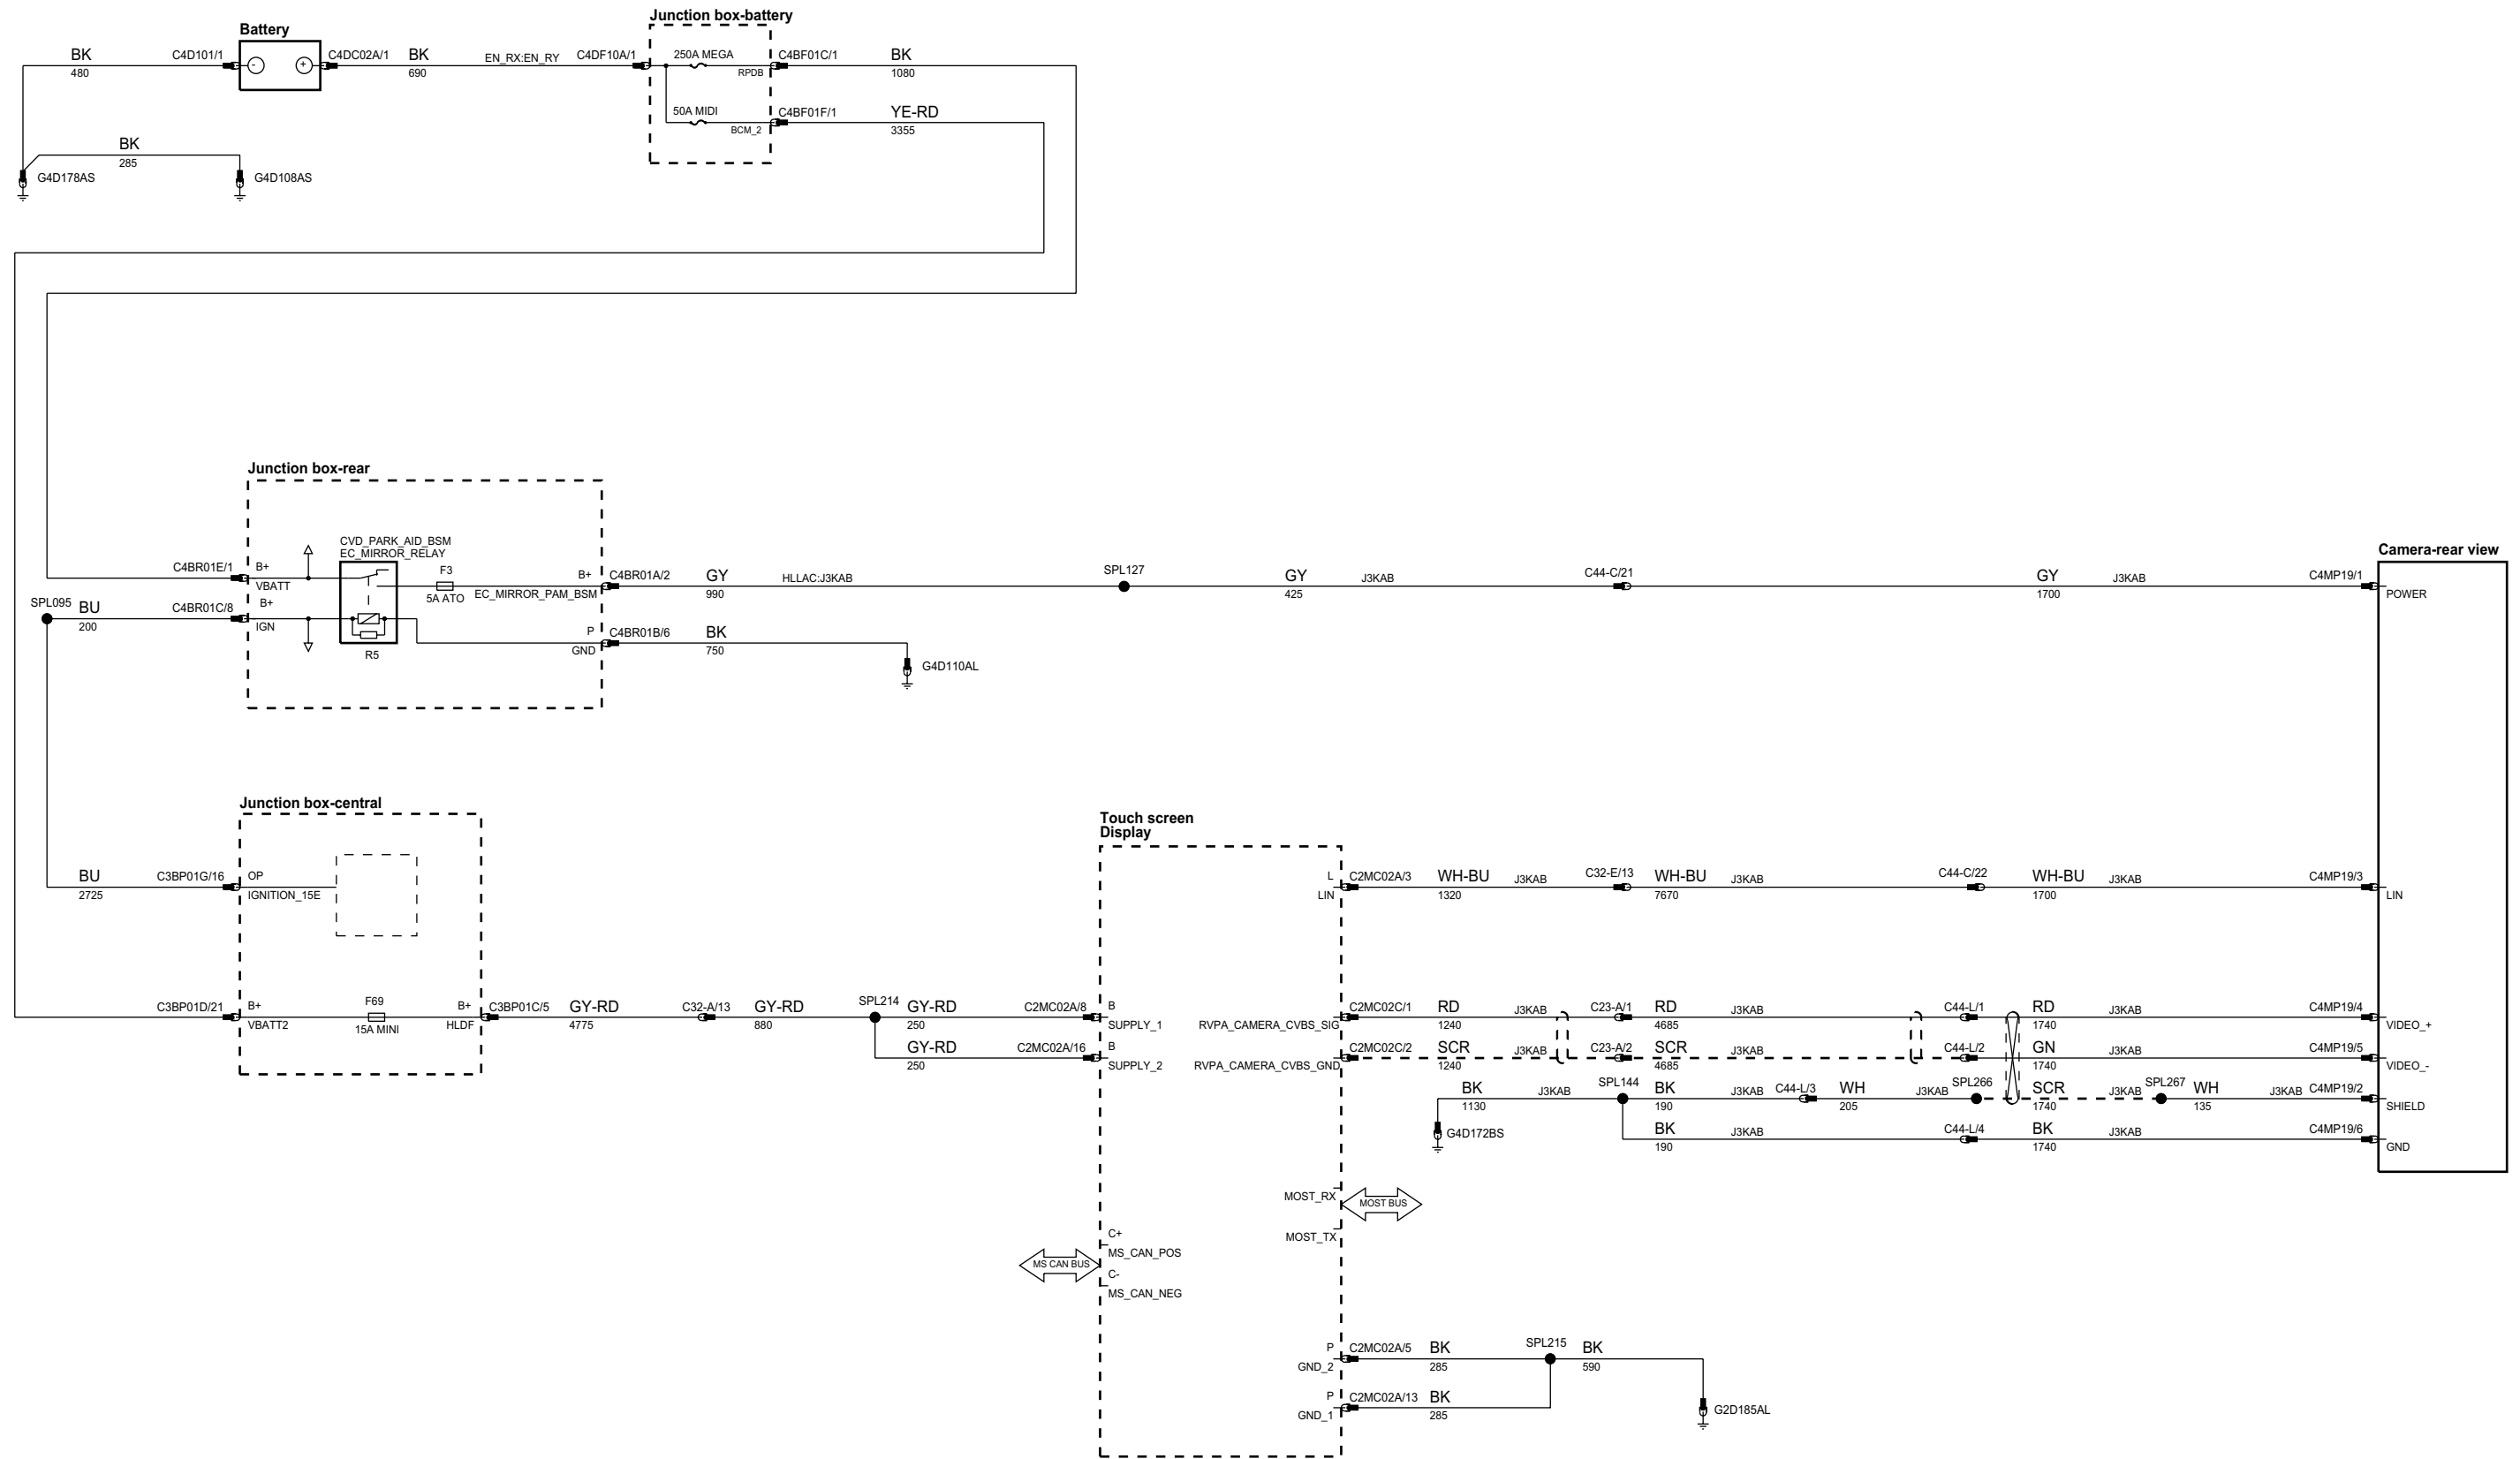 Junction box-battery
Battery
BK
480
C4D101/1
-
+
C4DC02A/1
BK
690
EN_RX:EN_RY
C4DF10A/1
250A MEGA
RPDB
C4BF01C/1
BK
1080
50A MIDI
BCM_2
C4BF01F/1
YE-RD
3355
BK
285
G4D178AS
G4D108AS
Junction box-rear
CVD_PARK_AID_BSM
EC_MIRROR_RELAY
C4BR01E/1
B+
VBATT
F3
5A ATO
B+
EC_MIRROR_PAM_BSM
C4BR01A/2
GY
990
HLLAC:J3KAB
SPL127
GY
425
J3KAB
C44-C/21
GY
1700
J3KAB
C4MP19/1
Camera-rear view
POWER
SPL095
BU
200
C4BR01C/8
B+
IGN
R5
P
GND
C4BR01B/6
BK
750
G4D110AL
Junction box-central
BU
2725
C3BP01G/16
OP
IGNITION_15E
Touch screen
Display
L
LIN
C2MC02A/3
WH-BU
1320
J3KAB
C32-E/13
WH-BU
7670
J3KAB
C44-C/22
WH-BU
1700
J3KAB
C4MP19/3
LIN
C3BP01D/21
B+
VBATT2
F69
15A MINI
B+
HLDF
C3BP01C/5
GY-RD
4775
C32-A/13
GY-RD
880
SPL214
GY-RD
250
C2MC02A/8
B
SUPPLY_1
GY-RD
250
C2MC02A/16
B
SUPPLY_2
RVPA_CAMERA_CVBS_SIG
C2MC02C/1
RD
1240
J3KAB
C23-A/1
RD
4685
J3KAB
C44-L/1
RD
1740
J3KAB
C4MP19/4
VIDEO_+
RVPA_CAMERA_CVBS_GND
C2MC02C/2
SCR
1240
J3KAB
C23-A/2
SCR
4685
J3KAB
C44-L/2
GN
1740
J3KAB
C4MP19/5
VIDEO_-
BK
1130
J3KAB
SPL144
BK
190
J3KAB
C44-L/3
WH
205
J3KAB
SPL266
SCR
1740
J3KAB
SPL267
WH
135
J3KAB
C4MP19/2
SHIELD
G4D172BS
BK
190
J3KAB
C44-L/4
BK
1740
J3KAB
C4MP19/6
GND
MOST_RX
MOST BUS
MOST_TX
C+
MS_CAN_POS
MS CAN BUS
C-
MS_CAN_NEG
P
GND_2
C2MC02A/5
BK
285
SPL215
BK
590
P
GND_1
C2MC02A/13
BK
285
G2D185AL